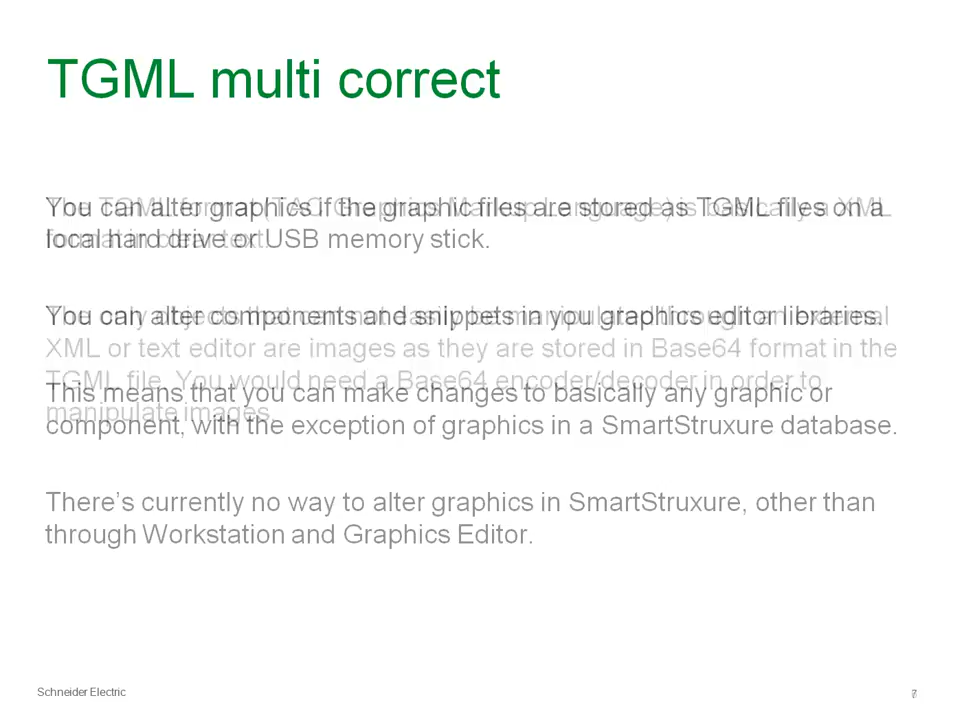 TGML multi correct
You can alter graphics if the graphic files are stored as TGML files on a
local hard drive or USB memory stick.
You can alter components and snippets in you graphics editor libraries.
XML or text editor are images as they are stored in Base64 format in the
TGML file. You would need a Base64 encoder/decoder in order to
This means that you can make changes to basically any graphic or
manipulate images.
component, with the exception of graphics in a SmartStruxure database.
There's currently no way to alter graphics in SmartStruxure, other than
through Workstation and Graphics Editor.
Schneider Electric